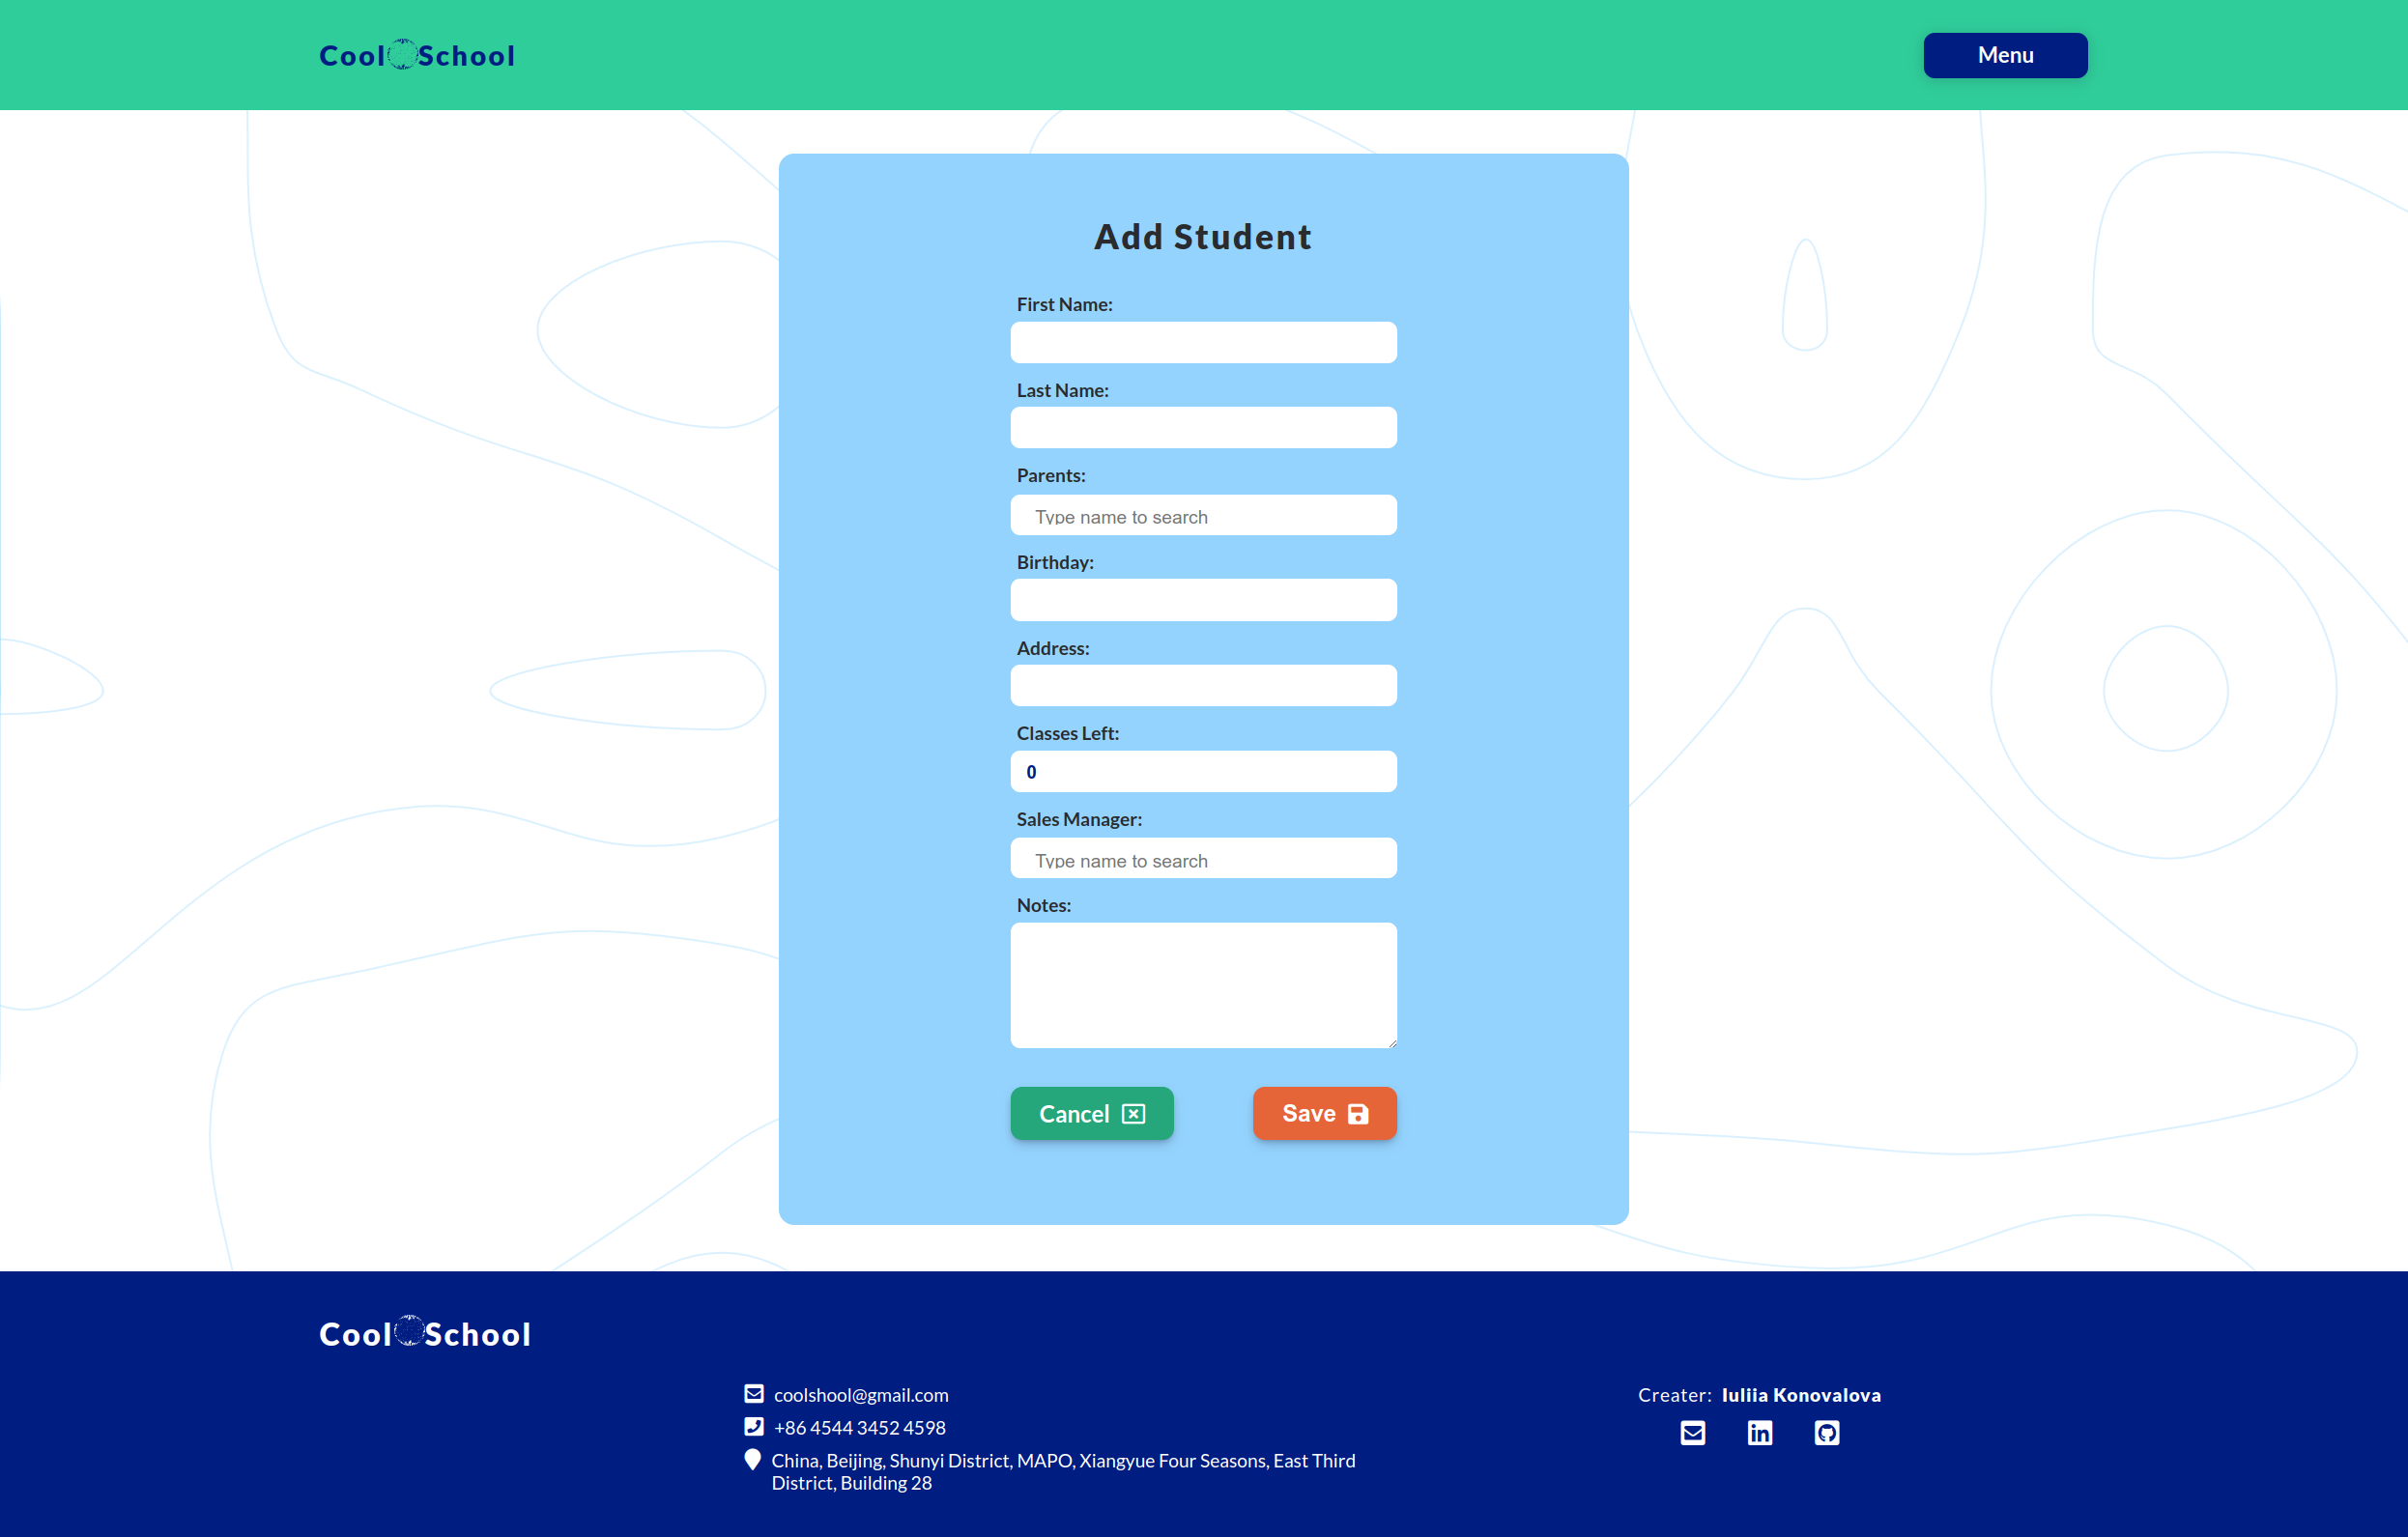 Cool School
Menu
Add Student
First Name:
Last Name:
Parents:
Type name to search
Birthday:
Address:
Classes Left:
0
Sales Manager:
Type name to search
Notes:
Cancel
Save
Cool School
coolshool@gmail.com
+86 4544 3452 4598
China, Beijing, Shunyi District, MAPO, Xiangyue Four Seasons, East Third
District, Building 28
Creater: Iuliia Konovalova